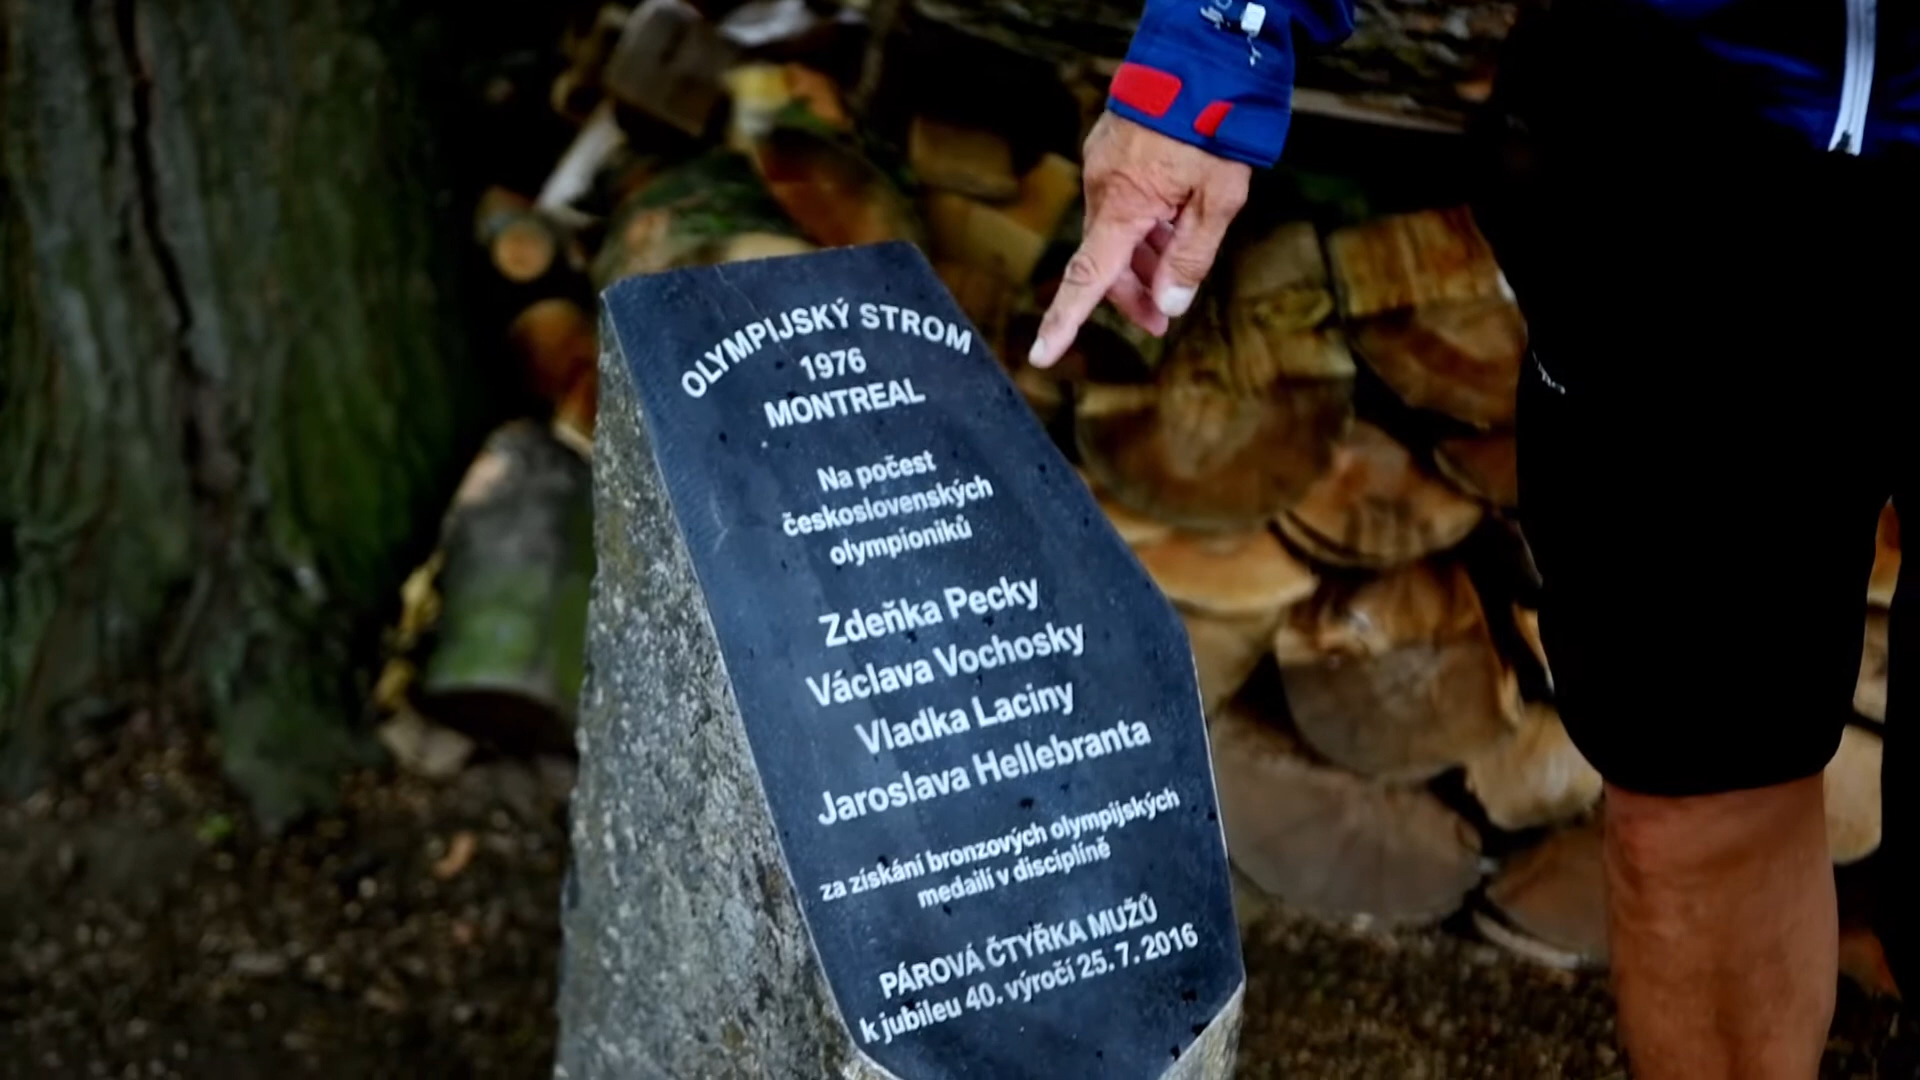 OLYMPIJSKÝ STROM
1976
MONTREAL
Na počest
československých
olympioniků
Zdeňka Pecky
Václava Vochosky
Vladka Laciny
Jaroslava Hellebranta
za získání bronzových olympijských
medailí v disciplíně
PÁROVÁ ČTYŘKA MUŽŮ
k jubileu 40. výročí 25. 7. 2016